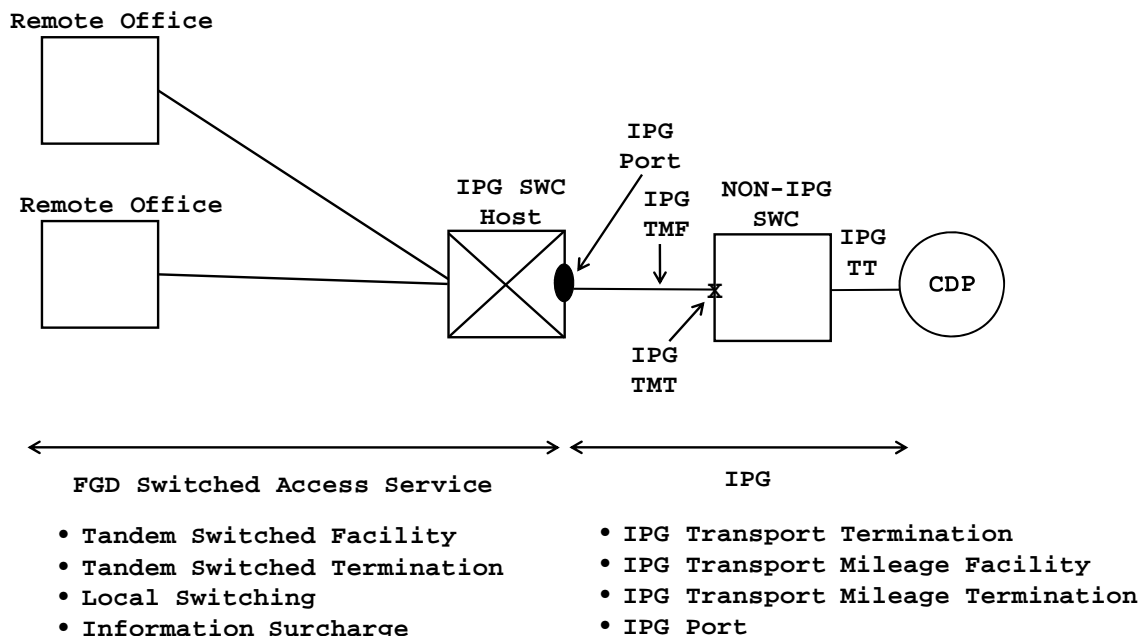 Remote Office
Remote Office
IPG SWC
Host
IPG
Port
IPG
TMF
NON-IPG
SWC
IPG
TT
CDP
IPG
TMT
FGD Switched Access Service
• Tandem Switched Facility
• Tandem Switched Termination
• Local Switching
• Information Surcharge
IPG
• IPG Transport Termination
• IPG Transport Mileage Facility
• IPG Transport Mileage Termination
• IPG Port